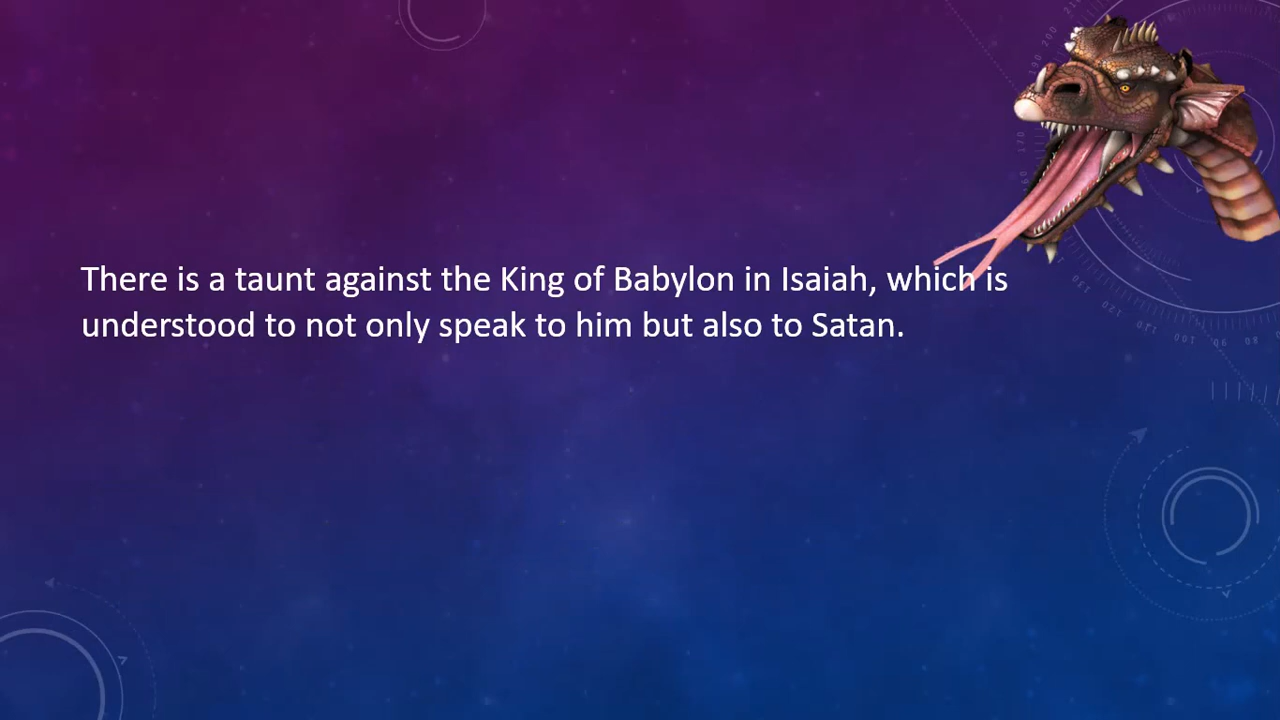 There is a taunt against the King of Babylon in Isaiah, which is
understood to not only speak to him but also to Satan.